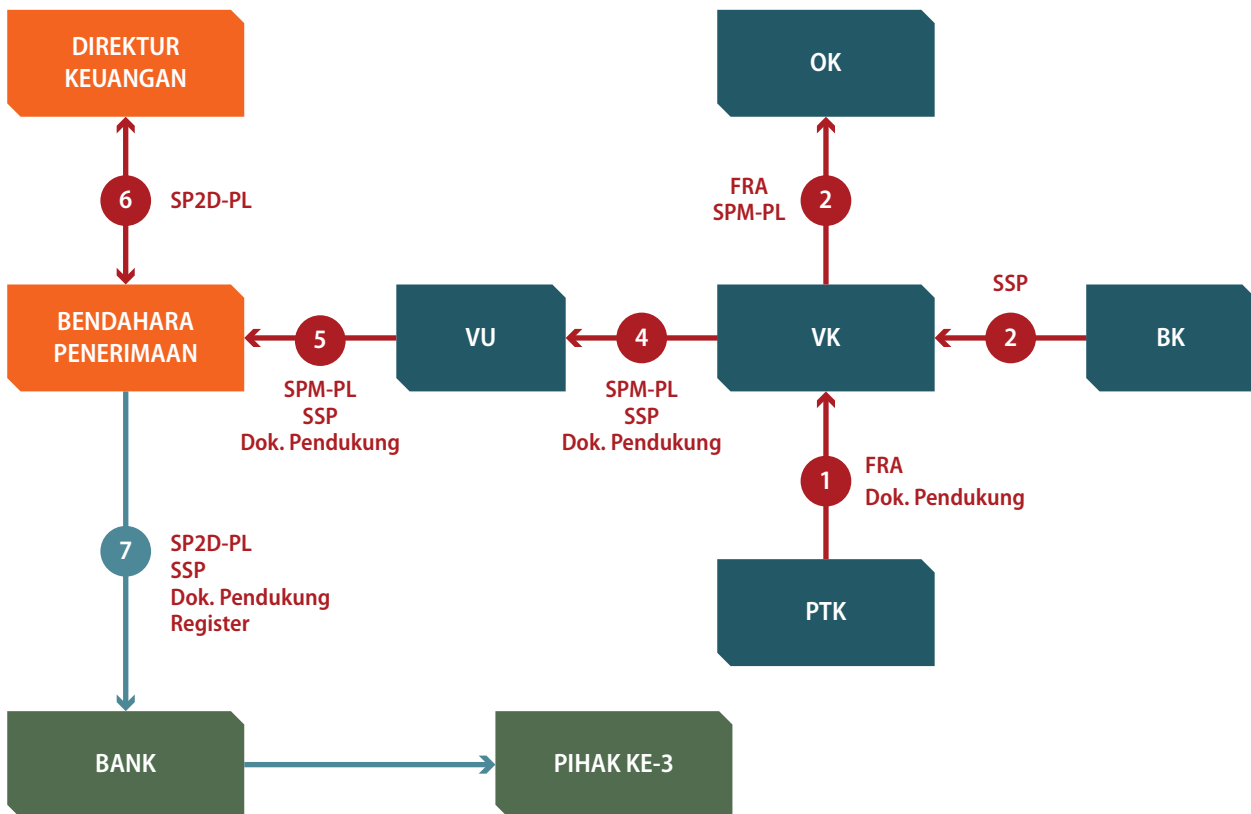 DIREKTUR
KEUANGAN
OK
6
SP2D-PL
FRA
SPM-PL
2
BENDAHARA
PENERIMAAN
5
SPM-PL
SSP
Dok. Pendukung
VU
4
SPM-PL
SSP
Dok. Pendukung
VK
SSP
2
BK
1
FRA
Dok. Pendukung
7
SP2D-PL
SSP
Dok. Pendukung
Register
PTK
BANK
PIHAK KE-3